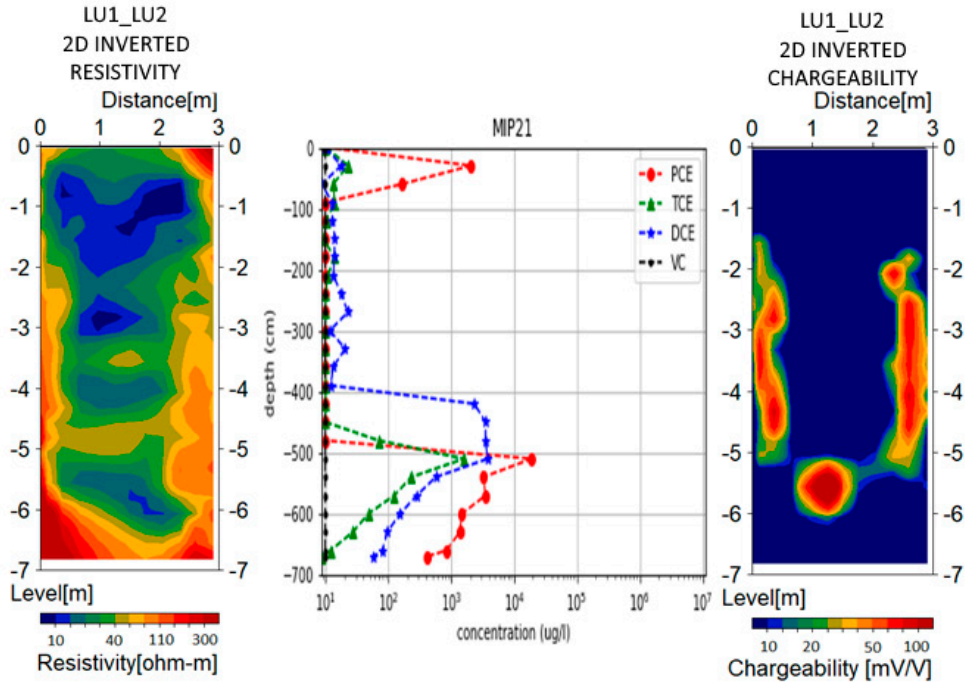 LU1_LU2
2D INVERTED
RESISTIVITY
Distance[m]
0 1 2 3
0
-1
-2
-3
-4
-5
-6
-7
0
-1
-2
-3
-4
-5
-6
-7
Level[m]
10 40 110 300
Resistivity[ohm-m]
MIP21
0
-100
-200
-300
-400
-500
-600
-700
depth (cm)
PCE
TCE
DCE
VC
10¹ 10² 10³ 10⁴ 10⁵ 10⁶ 10⁷
concentration (ug/l)
LU1_LU2
2D INVERTED
CHARGEABILITY
Distance[m]
0 1 2 3
0
-1
-2
-3
-4
-5
-6
-7
0
-1
-2
-3
-4
-5
-6
-7
Level[m]
10 20 50 100
Chargeability [mV/V]